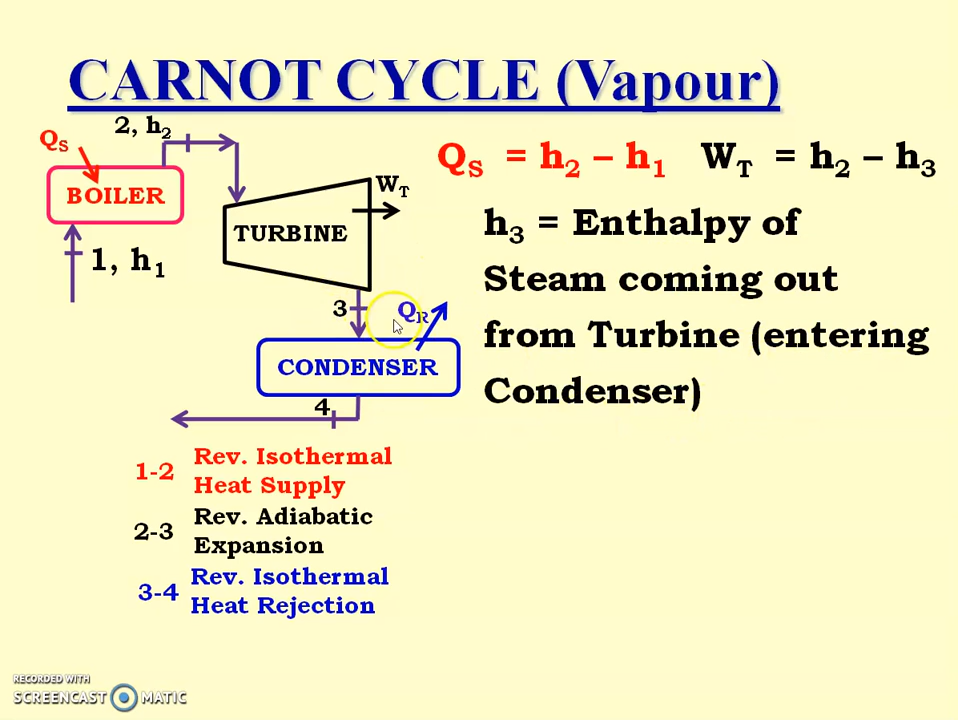 CARNOT CYCLE (Vapour)
2, h2
QS
BOILER
1, h1
TURBINE
WT
3
QR
CONDENSER
4
QS = h2 – h1 WT = h2 – h3
h3 = Enthalpy of
Steam coming out
from Turbine (entering
Condenser)
1-2 Rev. Isothermal
Heat Supply
2-3 Rev. Adiabatic
Expansion
3-4 Rev. Isothermal
Heat Rejection
RECORDED WITH
SCREENCAST MATIC